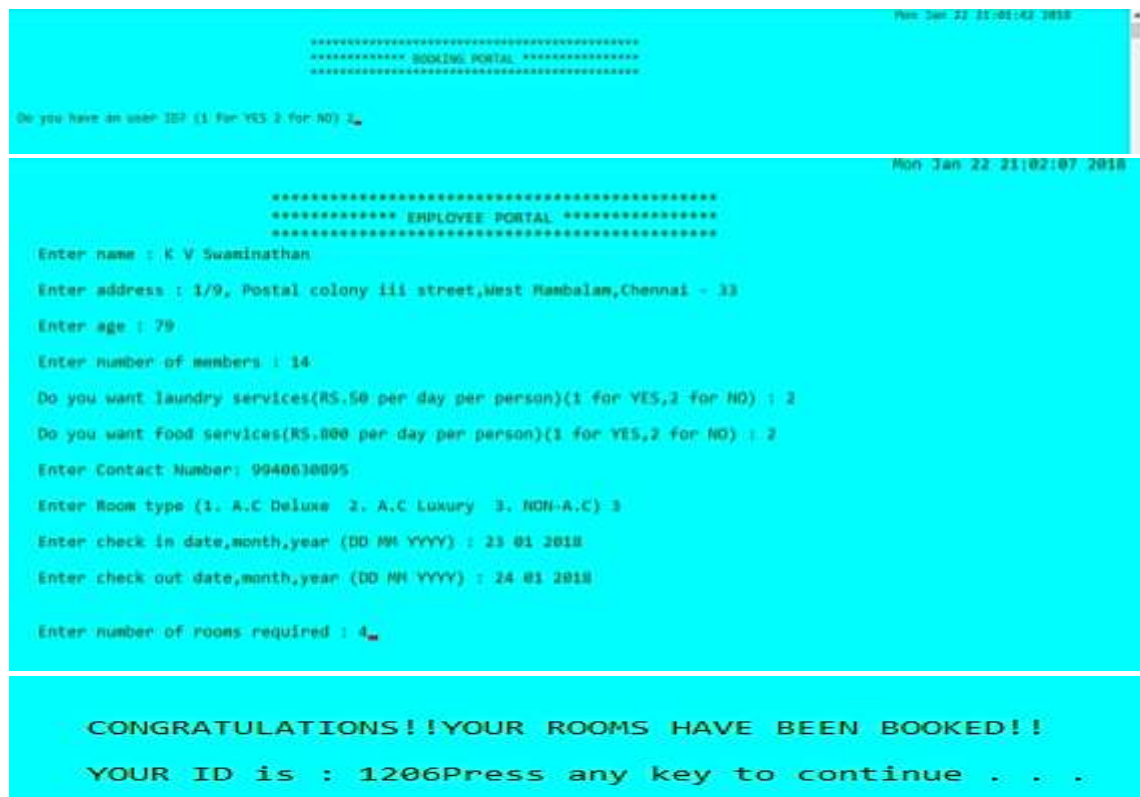 Mon Jan 22 21:01:42 2018
*********************************************
************* BOOKING PORTAL ****************
*********************************************
Do you have an user ID? (1 for YES 2 for NO) 2
Mon Jan 22 21:02:07 2018
**********************************************
************* EMPLOYEE PORTAL ****************
**********************************************
Enter name : K V Swaminathan
Enter address : 1/9, Postal colony iii street,West Mambalam,Chennai - 33
Enter age : 79
Enter number of members : 14
Do you want laundry services(RS.50 per day per person)(1 for YES,2 for NO) : 2
Do you want food services(RS.800 per day per person)(1 for YES,2 for NO) : 2
Enter Contact Number: 9940630895
Enter Room type (1. A.C Deluxe  2. A.C Luxury  3. NON-A.C) 3
Enter check in date,month,year (DD MM YYYY) : 23 01 2018
Enter check out date,month,year (DD MM YYYY) : 24 01 2018
Enter number of rooms required : 4
CONGRATULATIONS!!YOUR ROOMS HAVE BEEN BOOKED!!
YOUR ID is : 1206Press any key to continue . . .